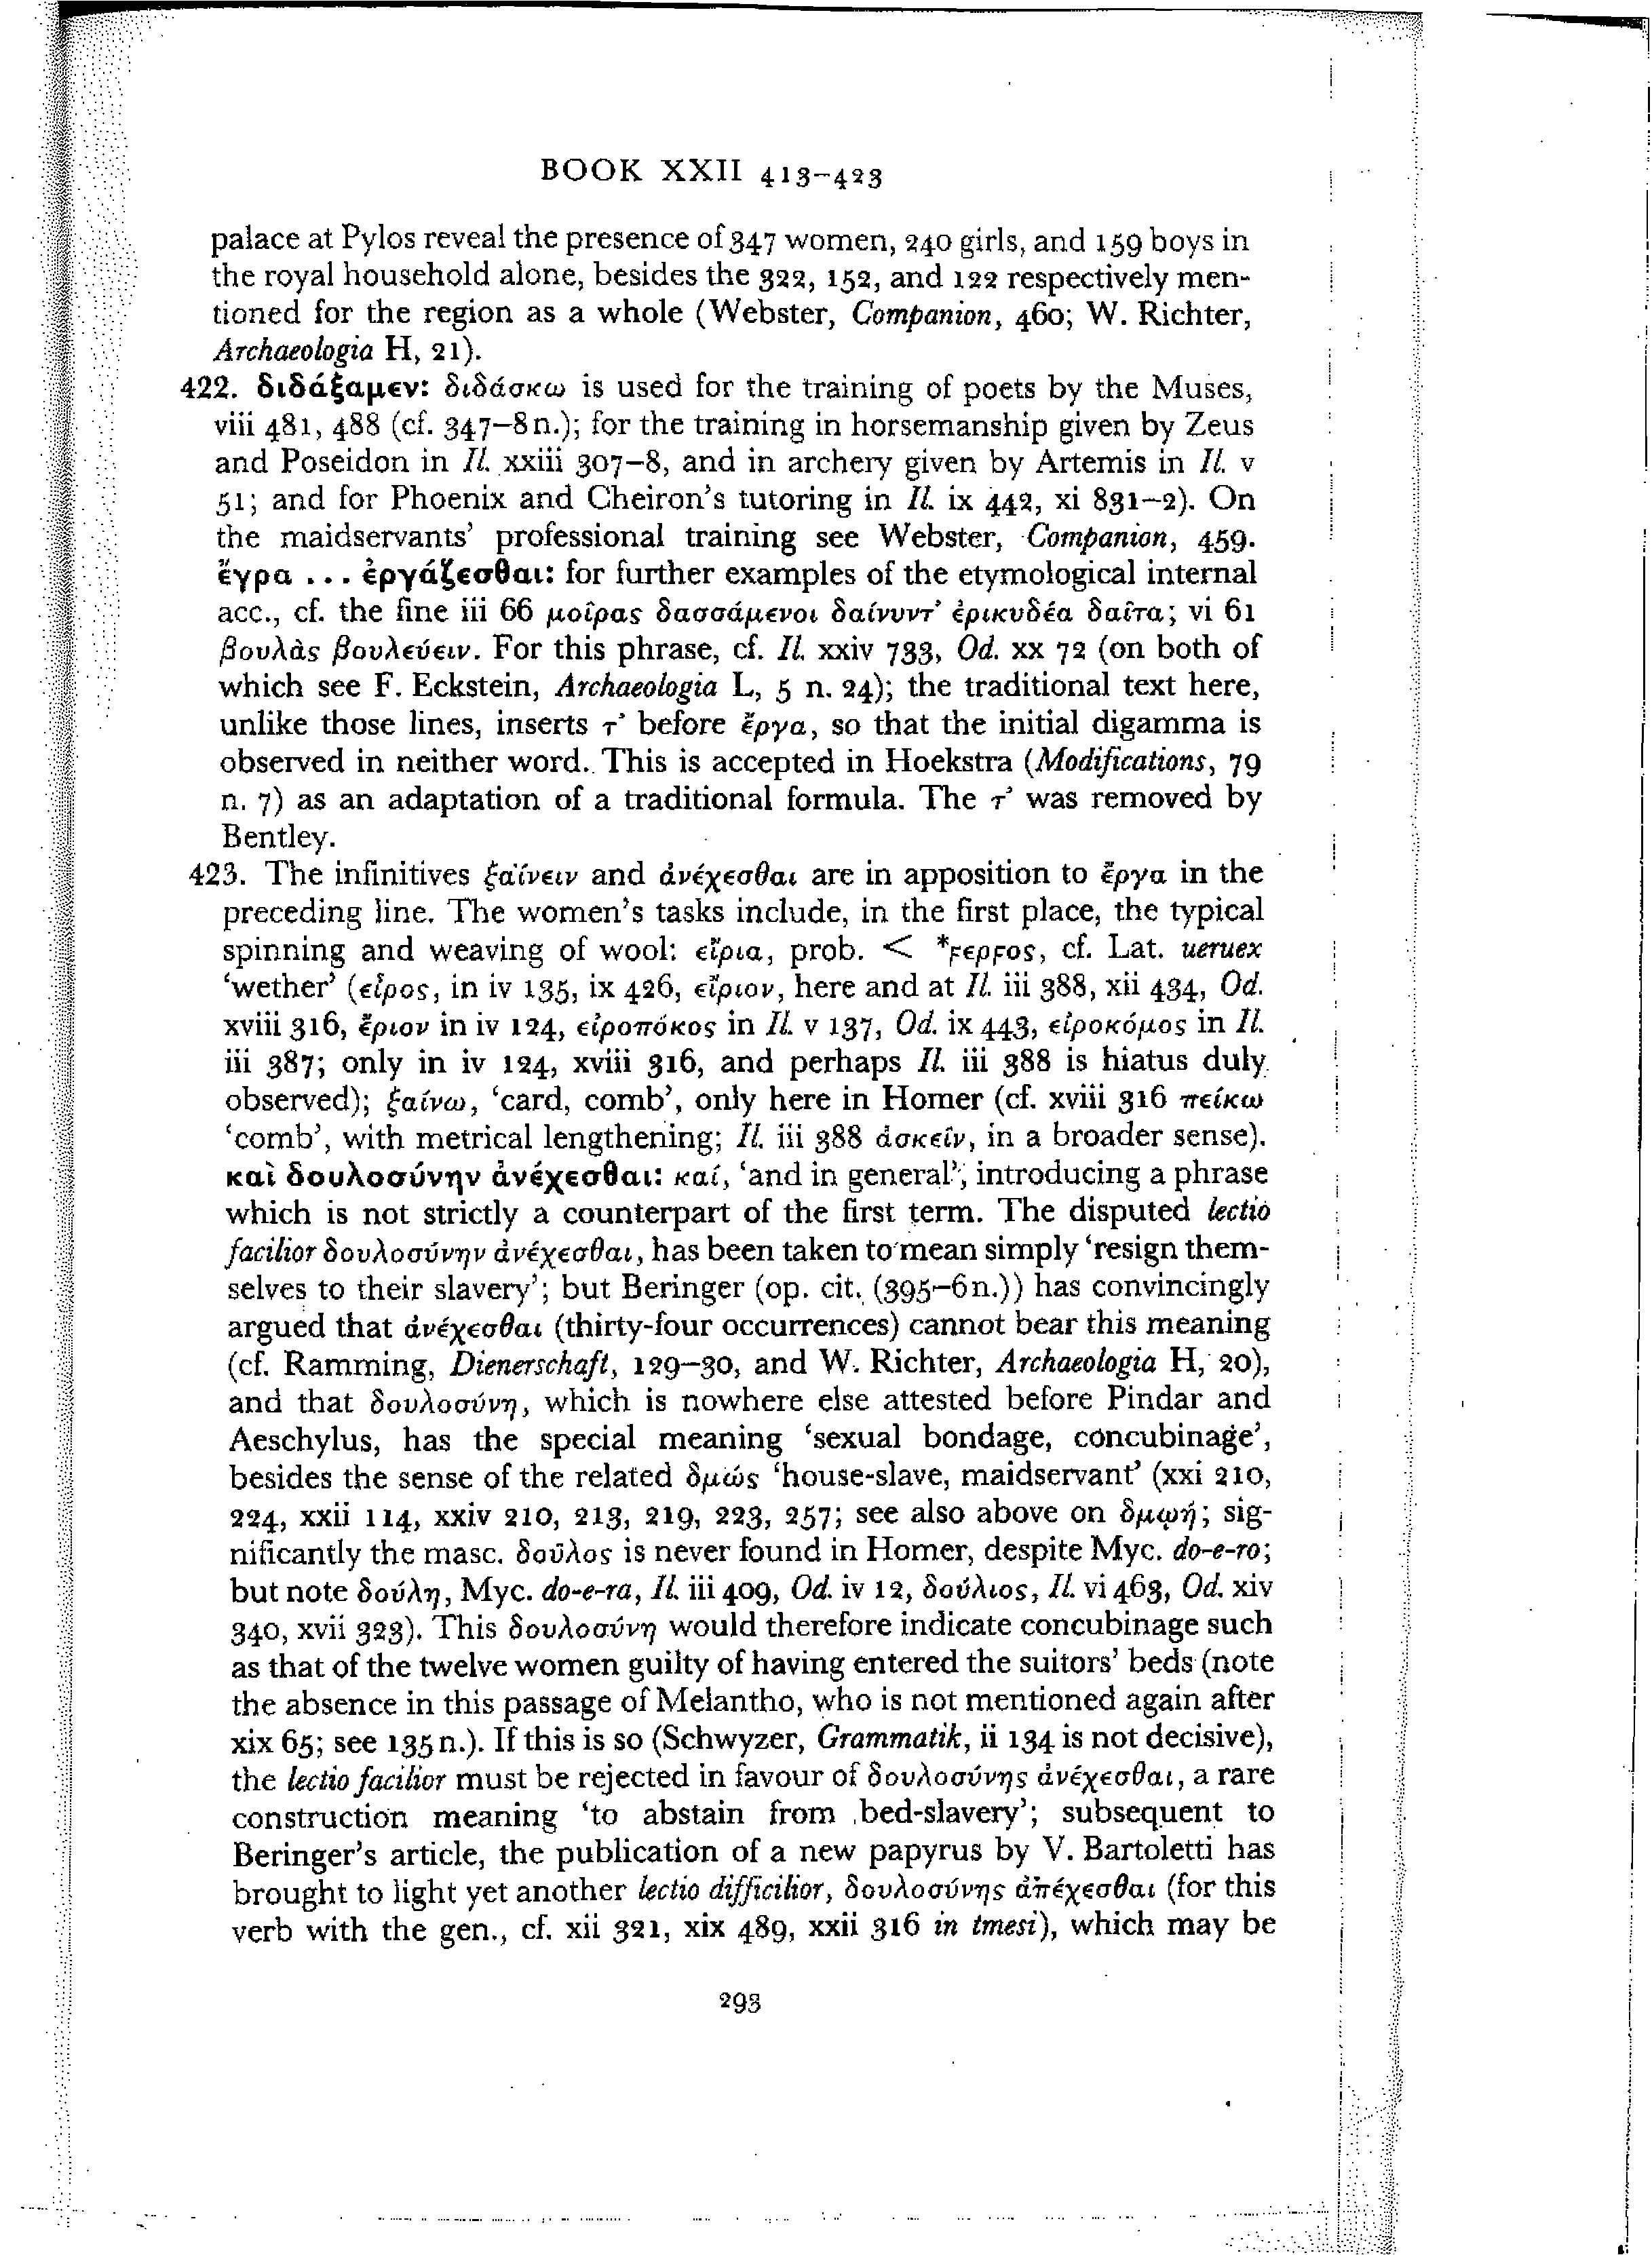 BOOK XXII 413–423
palace at Pylos reveal the presence of 347 women, 240 girls, and 159 boys in
the royal household alone, besides the 322, 152, and 122 respectively men-
tioned for the region as a whole (Webster, Companion, 460; W. Richter,
Archaeologia H, 21).
422. διδάξαμεν: διδάσκω is used for the training of poets by the Muses,
viii 481, 488 (cf. 347–8 n.); for the training in horsemanship given by Zeus
and Poseidon in Il. xxiii 307–8, and in archery given by Artemis in Il. v
51; and for Phoenix and Cheiron's tutoring in Il. ix 442, xi 831–2). On
the maidservants' professional training see Webster, Companion, 459.
ἔγρα ... ἐργάζεσθαι: for further examples of the etymological internal
acc., cf. the fine iii 66 μοῖρας δασσάμενοι δαίνυντ' ἐρικυδέα δαῖτα; vi 61
βουλὰς βουλεύειν. For this phrase, cf. Il. xxiv 733, Od. xx 72 (on both of
which see F. Eckstein, Archaeologia L, 5 n. 24); the traditional text here,
unlike those lines, inserts τ' before ἔργα, so that the initial digamma is
observed in neither word. This is accepted in Hoekstra (Modifications, 79
n. 7) as an adaptation of a traditional formula. The τ' was removed by
Bentley.
423. The infinitives ξαίνειν and ἀνέχεσθαι are in apposition to ἔργα in the
preceding line. The women's tasks include, in the first place, the typical
spinning and weaving of wool: εἴρια, prob. < *ϝερϝος, cf. Lat. ueruex
'wether' (εἶρος, in iv 135, ix 426, εἴριον, here and at Il. iii 388, xii 434, Od.
xviii 316, ἔριον in iv 124, εἰροπόκος in Il. v 137, Od. ix 443, εἰροκόμος in Il.
iii 387; only in iv 124, xviii 316, and perhaps Il. iii 388 is hiatus duly
observed); ξαίνω, 'card, comb', only here in Homer (cf. xviii 316 πείκω
'comb', with metrical lengthening; Il. iii 388 ἀσκεῖν, in a broader sense).
καὶ δουλοσύνην ἀνέχεσθαι: καί, 'and in general', introducing a phrase
which is not strictly a counterpart of the first term. The disputed lectio
facilior δουλοσύνην ἀνέχεσθαι, has been taken to mean simply 'resign them-
selves to their slavery'; but Beringer (op. cit. (395–6 n.)) has convincingly
argued that ἀνέχεσθαι (thirty-four occurrences) cannot bear this meaning
(cf. Ramming, Dienerschaft, 129–30, and W. Richter, Archaeologia H, 20),
and that δουλοσύνη, which is nowhere else attested before Pindar and
Aeschylus, has the special meaning 'sexual bondage, concubinage',
besides the sense of the related δμώς 'house-slave, maidservant' (xxi 210,
224, xxii 114, xxiv 210, 213, 219, 223, 257; see also above on δμῳή; sig-
nificantly the masc. δοῦλος is never found in Homer, despite Myc. do-e-ro;
but note δούλη, Myc. do-e-ra, Il. iii 409, Od. iv 12, δούλιος, Il. vi 463, Od. xiv
340, xvii 323). This δουλοσύνη would therefore indicate concubinage such
as that of the twelve women guilty of having entered the suitors' beds (note
the absence in this passage of Melantho, who is not mentioned again after
xix 65; see 135 n.). If this is so (Schwyzer, Grammatik, ii 134 is not decisive),
the lectio facilior must be rejected in favour of δουλοσύνης ἀνέχεσθαι, a rare
construction meaning 'to abstain from bed-slavery'; subsequent to
Beringer's article, the publication of a new papyrus by V. Bartoletti has
brought to light yet another lectio difficilior, δουλοσύνης ἀπέχεσθαι (for this
verb with the gen., cf. xii 321, xix 489, xxii 316 in tmesi), which may be
293